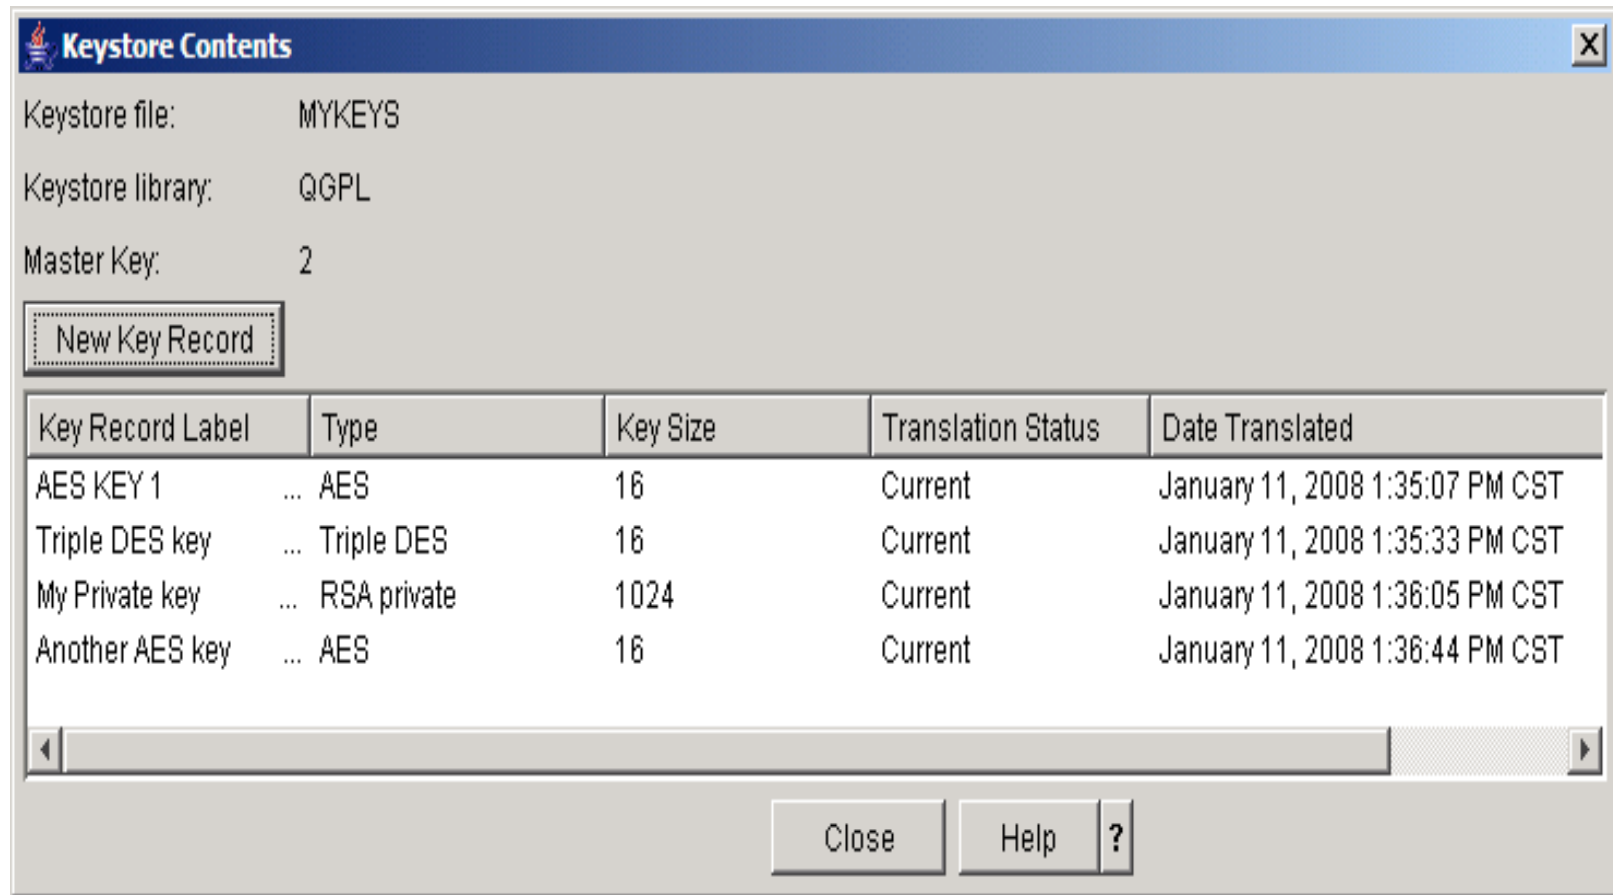 Keystore Contents
Keystore file: MYKEYS
Keystore library: QGPL
Master Key: 2
New Key Record
Key Record Label Type Key Size Translation Status Date Translated
AES KEY 1 ... AES 16 Current January 11, 2008 1:35:07 PM CST
Triple DES key ... Triple DES 16 Current January 11, 2008 1:35:33 PM CST
My Private key ... RSA private 1024 Current January 11, 2008 1:36:05 PM CST
Another AES key ... AES 16 Current January 11, 2008 1:36:44 PM CST
Close Help ?